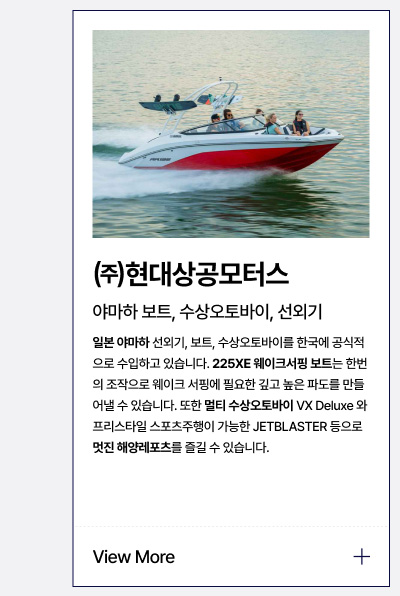 ㈜현대상공모터스
야마하 보트, 수상오토바이, 선외기
일본 야마하 선외기, 보트, 수상오토바이를 한국에 공식적
으로 수입하고 있습니다. 225XE 웨이크서핑 보트는 한번
의 조작으로 웨이크 서핑에 필요한 깊고 높은 파도를 만들
어낼 수 있습니다. 또한 멀티 수상오토바이 VX Deluxe 와
프리스타일 스포츠주행이 가능한 JETBLASTER 등으로
멋진 해양레포츠를 즐길 수 있습니다.
View More